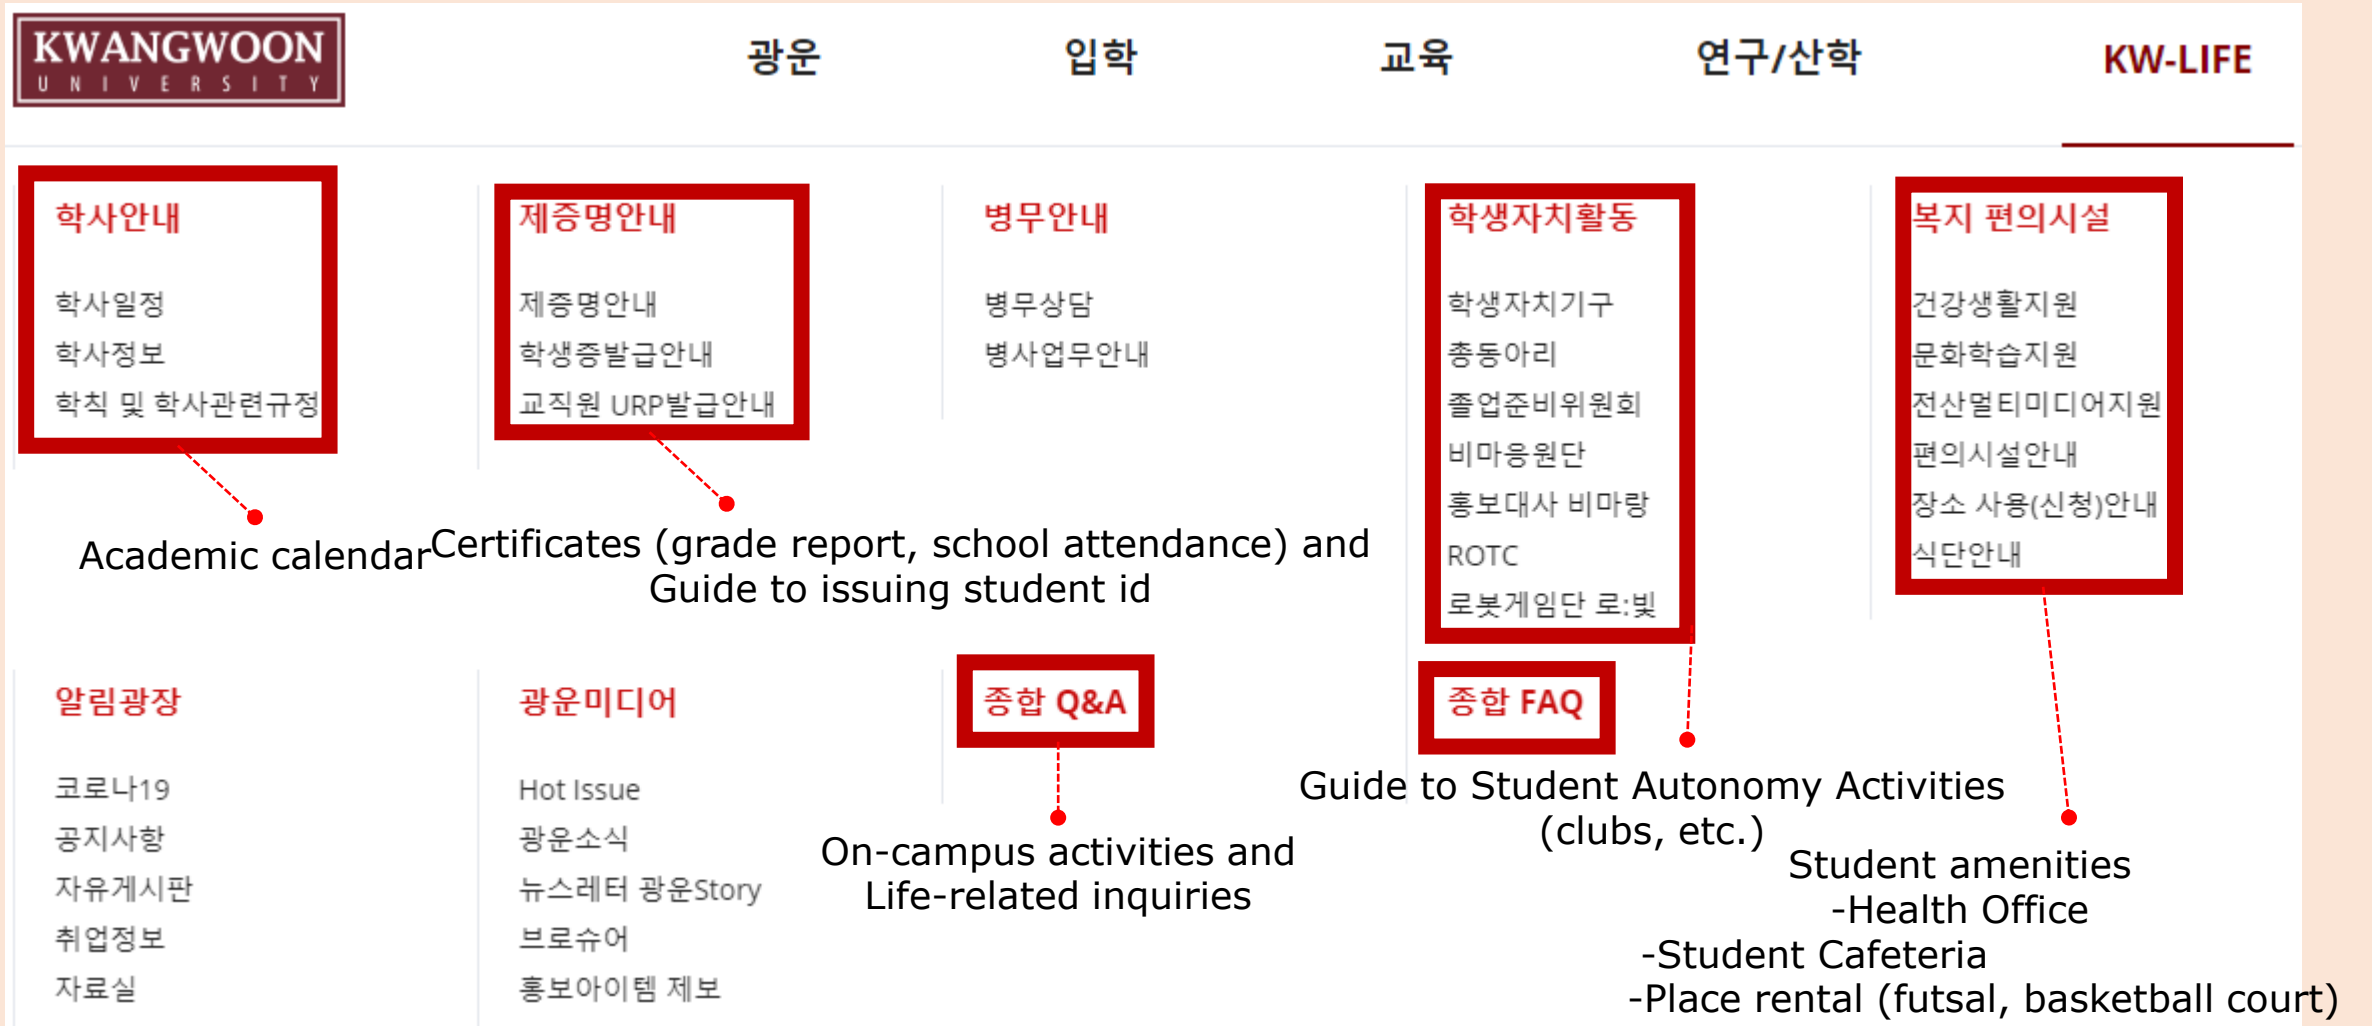 KWANGWOON
UNIVERSITY
광운
입학
교육
연구/산학
KW-LIFE
학사안내
학사일정
학사정보
학칙 및 학사관련규정
제증명안내
제증명안내
학생증발급안내
교직원 URP발급안내
병무안내
병무상담
병사업무안내
학생자치활동
학생자치기구
총동아리
졸업준비위원회
비마응원단
홍보대사 비마랑
ROTC
로봇게임단 로:빛
복지 편의시설
건강생활지원
문화학습지원
전산멀티미디어지원
편의시설안내
장소 사용(신청)안내
식단안내
Academic calendar
Certificates (grade report, school attendance) and
Guide to issuing student id
알림광장
코로나19
공지사항
자유게시판
취업정보
자료실
광운미디어
Hot Issue
광운소식
뉴스레터 광운Story
브로슈어
홍보아이템 제보
종합 Q&A
On-campus activities and
Life-related inquiries
종합 FAQ
Guide to Student Autonomy Activities
(clubs, etc.)
Student amenities
-Health Office
-Student Cafeteria
-Place rental (futsal, basketball court)